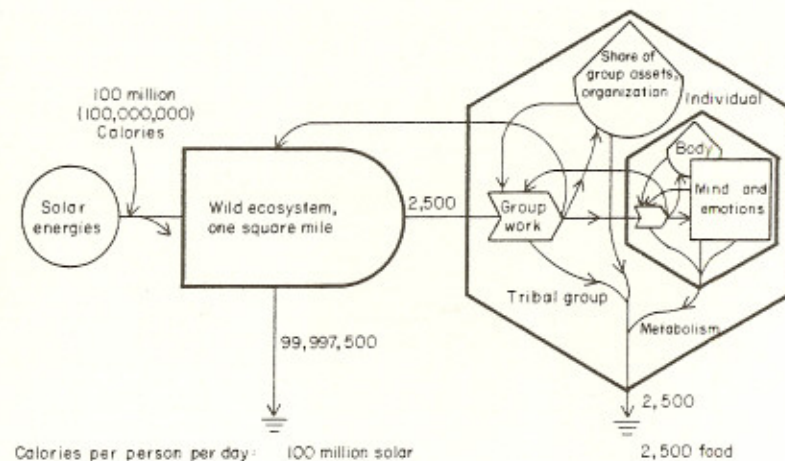 100 million
(100,000,000)
Calories
Solar
energies
Wild ecosystem,
one square mile
99,997,500
2,500
Share of
group assets,
organization
Individual
Group
work
Body
Mind and
emotions
Tribal group
Metabolism
2,500
Calories per person per day: 100 million solar 2,500 food